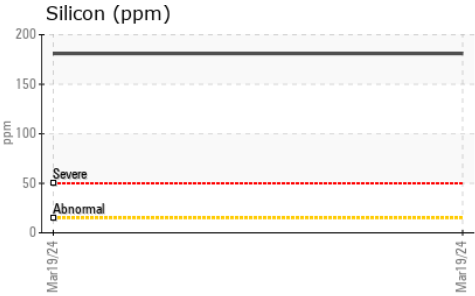 Silicon (ppm)
200
150
100
50
0
ppm
Severe
Abnormal
Mar19/24
Mar19/24